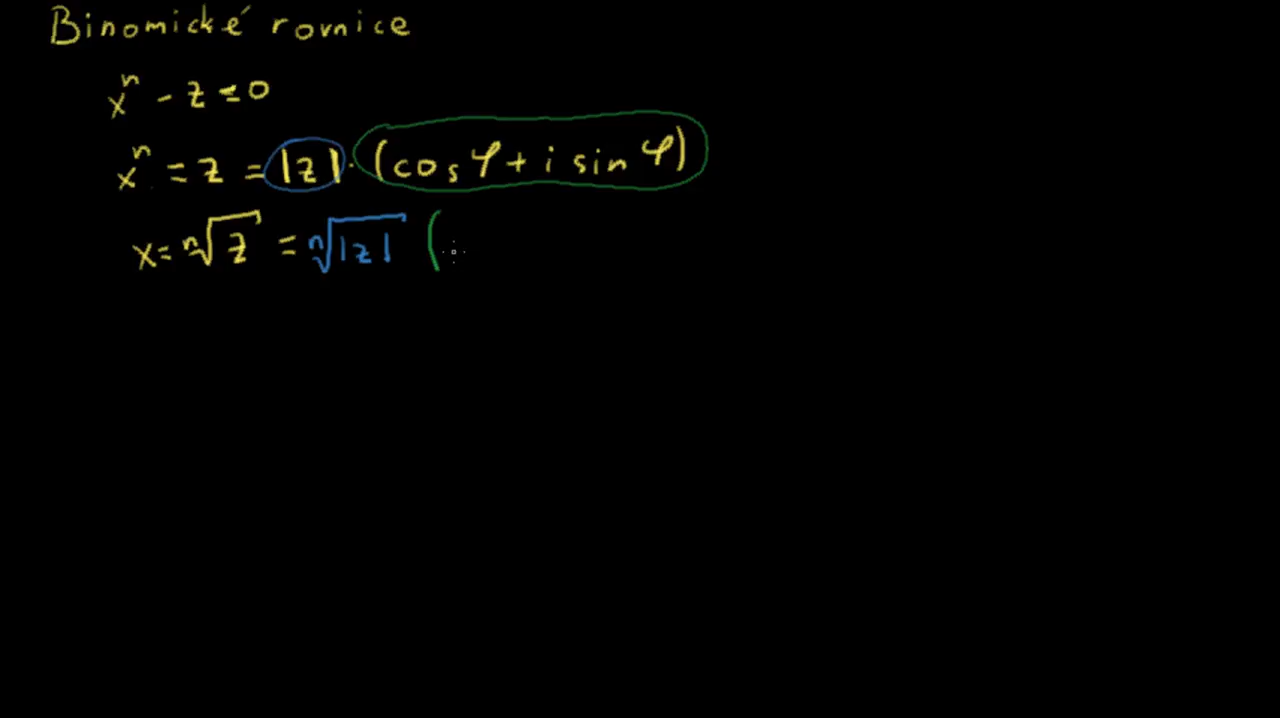 Binomické rovnice
xⁿ - z = 0
xⁿ = z = |z| · (cos φ + i sin φ)
x = ⁿ√z = ⁿ√|z| (